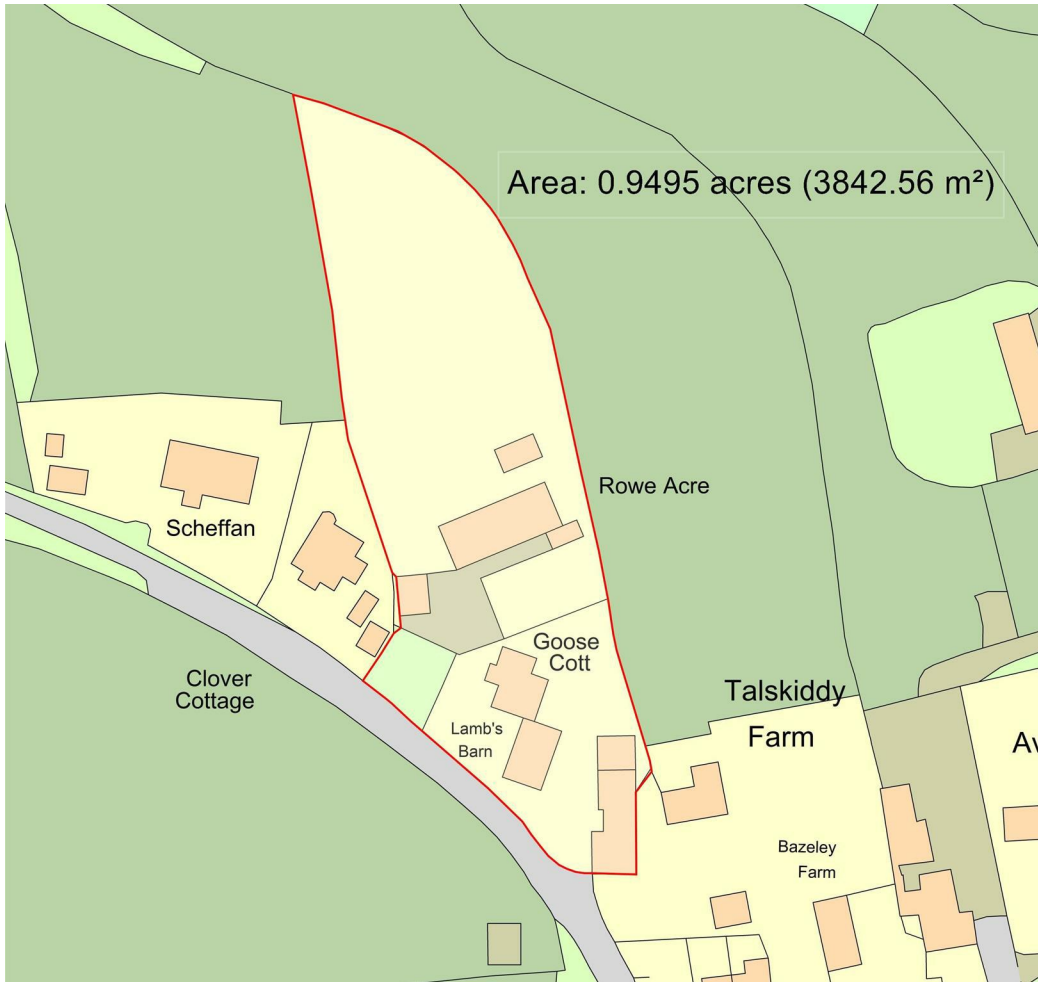 Area: 0.9495 acres (3842.56 m²)
Rowe Acre
Scheffan
Goose
Cott
Clover
Cottage
Talskiddy
Farm
Lamb's
Barn
Av
Bazeley
Farm